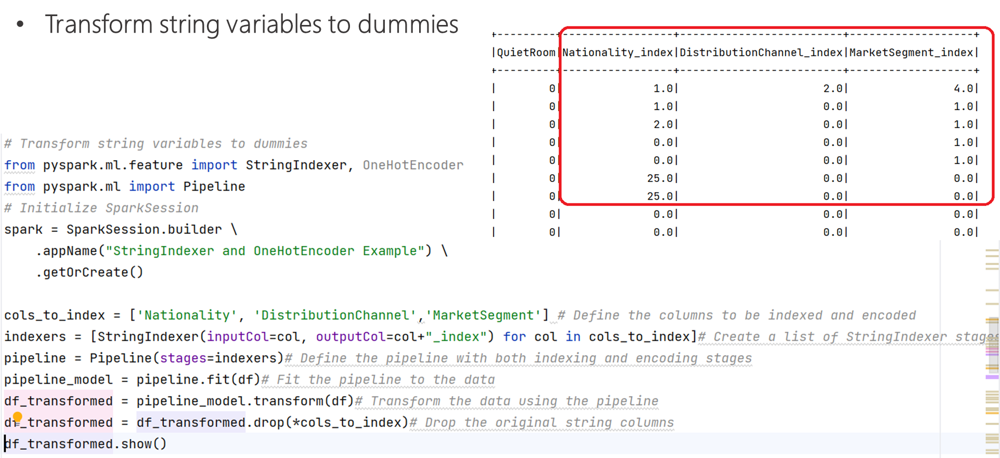 • Transform string variables to dummies
+----------+-----------------+-------------------------+-------------------+
|QuietRoom|Nationality_index|DistributionChannel_index|MarketSegment_index|
+----------+-----------------+-------------------------+-------------------+
| 0| 1.0| 2.0| 4.0|
| 0| 1.0| 0.0| 1.0|
| 0| 2.0| 0.0| 1.0|
| 0| 0.0| 0.0| 1.0|
| 0| 0.0| 0.0| 1.0|
| 0| 25.0| 0.0| 0.0|
| 0| 25.0| 0.0| 0.0|
| 0| 0.0| 0.0| 0.0|
| 0| 0.0| 0.0| 0.0|
# Transform string variables to dummies
from pyspark.ml.feature import StringIndexer, OneHotEncoder
from pyspark.ml import Pipeline
# Initialize SparkSession
spark = SparkSession.builder \
.appName("StringIndexer and OneHotEncoder Example") \
.getOrCreate()
cols_to_index = ['Nationality', 'DistributionChannel','MarketSegment'] # Define the columns to be indexed and encoded
indexers = [StringIndexer(inputCol=col, outputCol=col+"_index") for col in cols_to_index]# Create a list of StringIndexer stages
pipeline = Pipeline(stages=indexers)# Define the pipeline with both indexing and encoding stages
pipeline_model = pipeline.fit(df)# Fit the pipeline to the data
df_transformed = pipeline_model.transform(df)# Transform the data using the pipeline
df_transformed = df_transformed.drop(*cols_to_index)# Drop the original string columns
df_transformed.show()